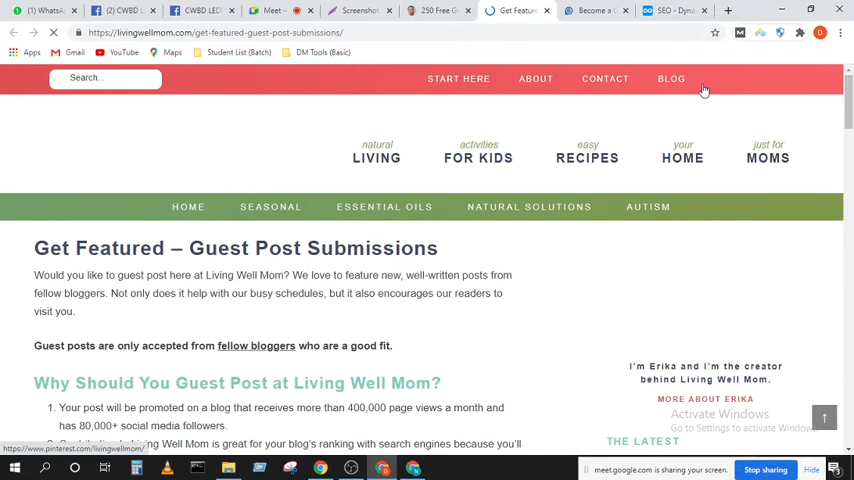 (1) WhatsA
(2) CWBD L
CWBD LEDI
Meet –
Screenshot
250 Free G
Get Featur
Become a G
SEO - Dyna
https://livingwellmom.com/get-featured-guest-post-submissions/
Apps
Gmail
YouTube
Maps
Student List (Batch)
DM Tools (Basic)
Search...
START HERE
ABOUT
CONTACT
BLOG
natural
LIVING
activities
FOR KIDS
easy
RECIPES
your
HOME
just for
MOMS
HOME
SEASONAL
ESSENTIAL OILS
NATURAL SOLUTIONS
AUTISM
Get Featured – Guest Post Submissions
Would you like to guest post here at Living Well Mom? We love to feature new, well-written posts from
fellow bloggers. Not only does it help with our busy schedules, but it also encourages our readers to
visit you.
Guest posts are only accepted from fellow bloggers who are a good fit.
Why Should You Guest Post at Living Well Mom?
1. Your post will be promoted on a blog that receives more than 400,000 page views a month and
has 80,000+ social media followers.
Living Well Mom is great for your blog's ranking with search engines because you'll
I'm Erika and I'm the creator
behind Living Well Mom.
MORE ABOUT ERIKA
Activate Windows
Go to Settings to activate Windows.
THE LATEST
https://www.pinterest.com/livingwellmom/
meet.google.com is sharing your screen.
Stop sharing
Hide